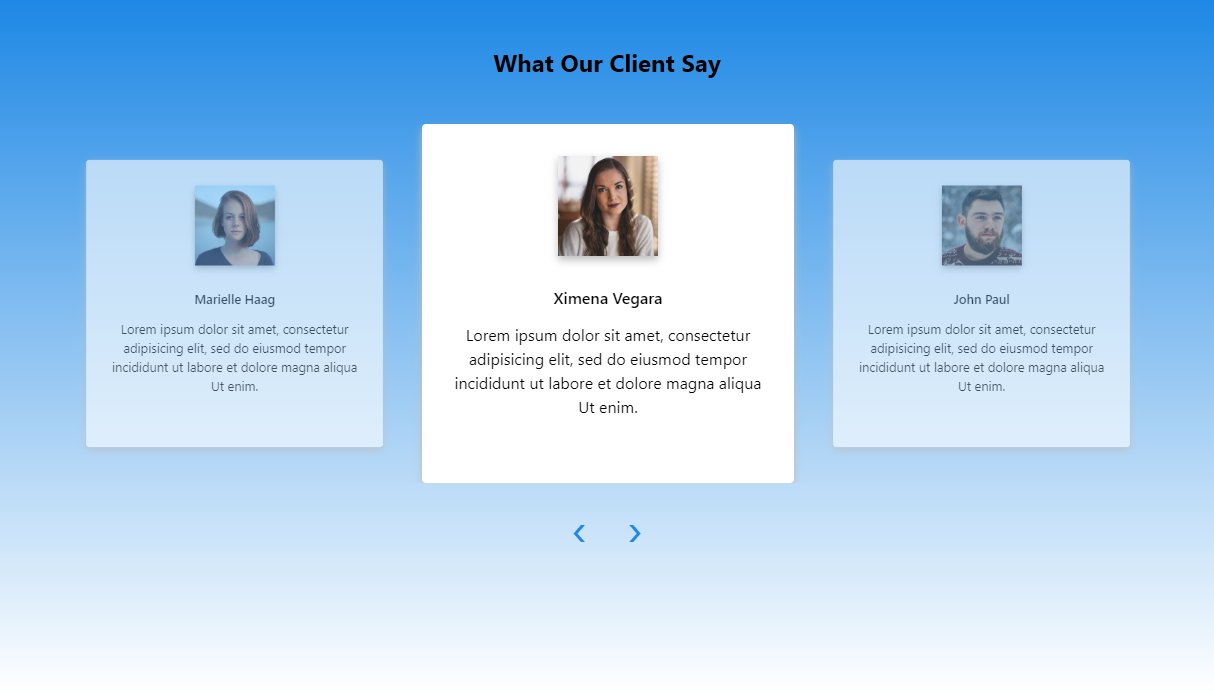 What Our Client Say
Marielle Haag
Lorem ipsum dolor sit amet, consectetur
adipisicing elit, sed do eiusmod tempor
incididunt ut labore et dolore magna aliqua
Ut enim.
Ximena Vegara
Lorem ipsum dolor sit amet, consectetur
adipisicing elit, sed do eiusmod tempor
incididunt ut labore et dolore magna aliqua
Ut enim.
John Paul
Lorem ipsum dolor sit amet, consectetur
adipisicing elit, sed do eiusmod tempor
incididunt ut labore et dolore magna aliqua
Ut enim.